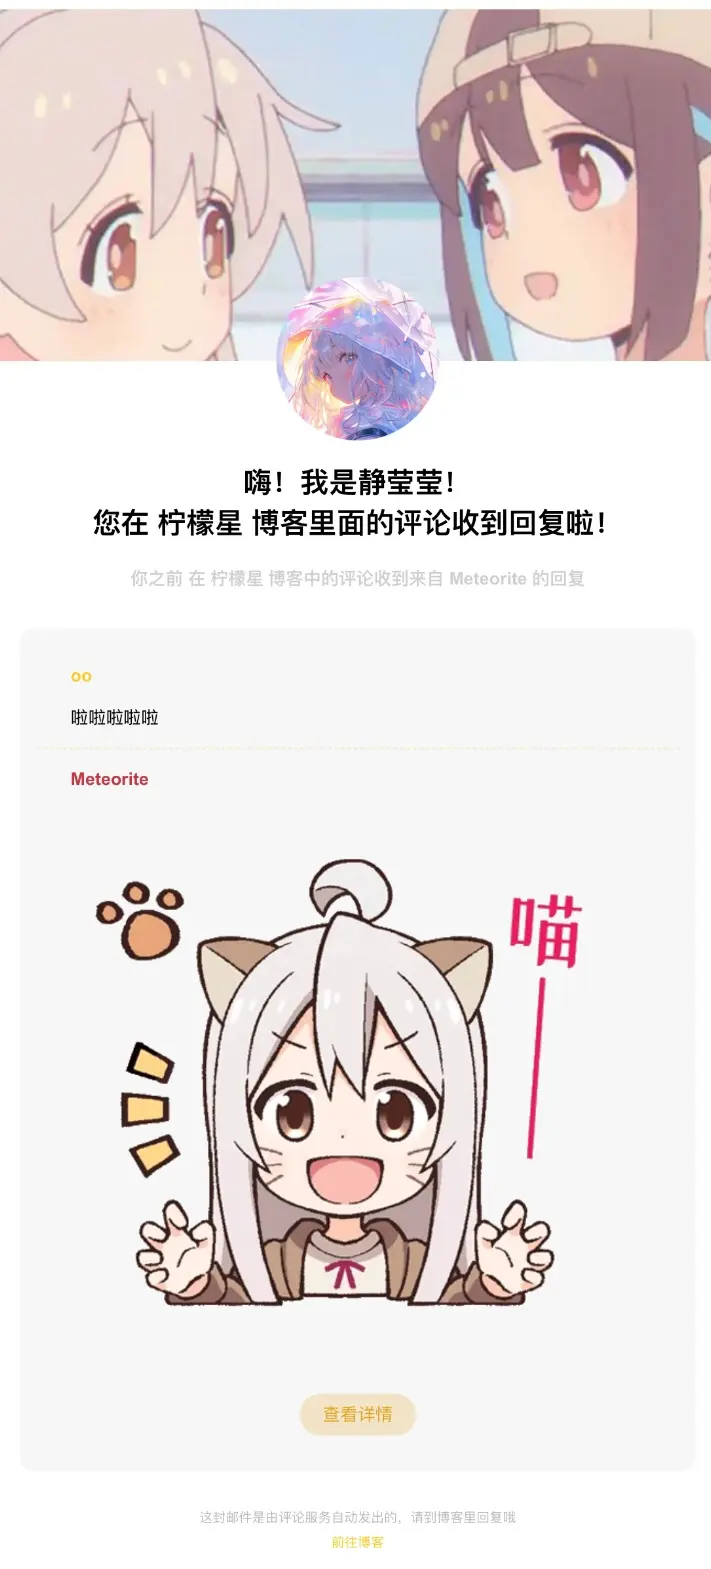 嗨！我是静莹莹！
您在 柠檬星 博客里面的评论收到回复啦！
你之前 在 柠檬星 博客中的评论收到来自 Meteorite 的回复
oo
啦啦啦啦啦
Meteorite
喵
查看详情
这封邮件是由评论服务自动发出的，请到博客里回复哦
前往博客